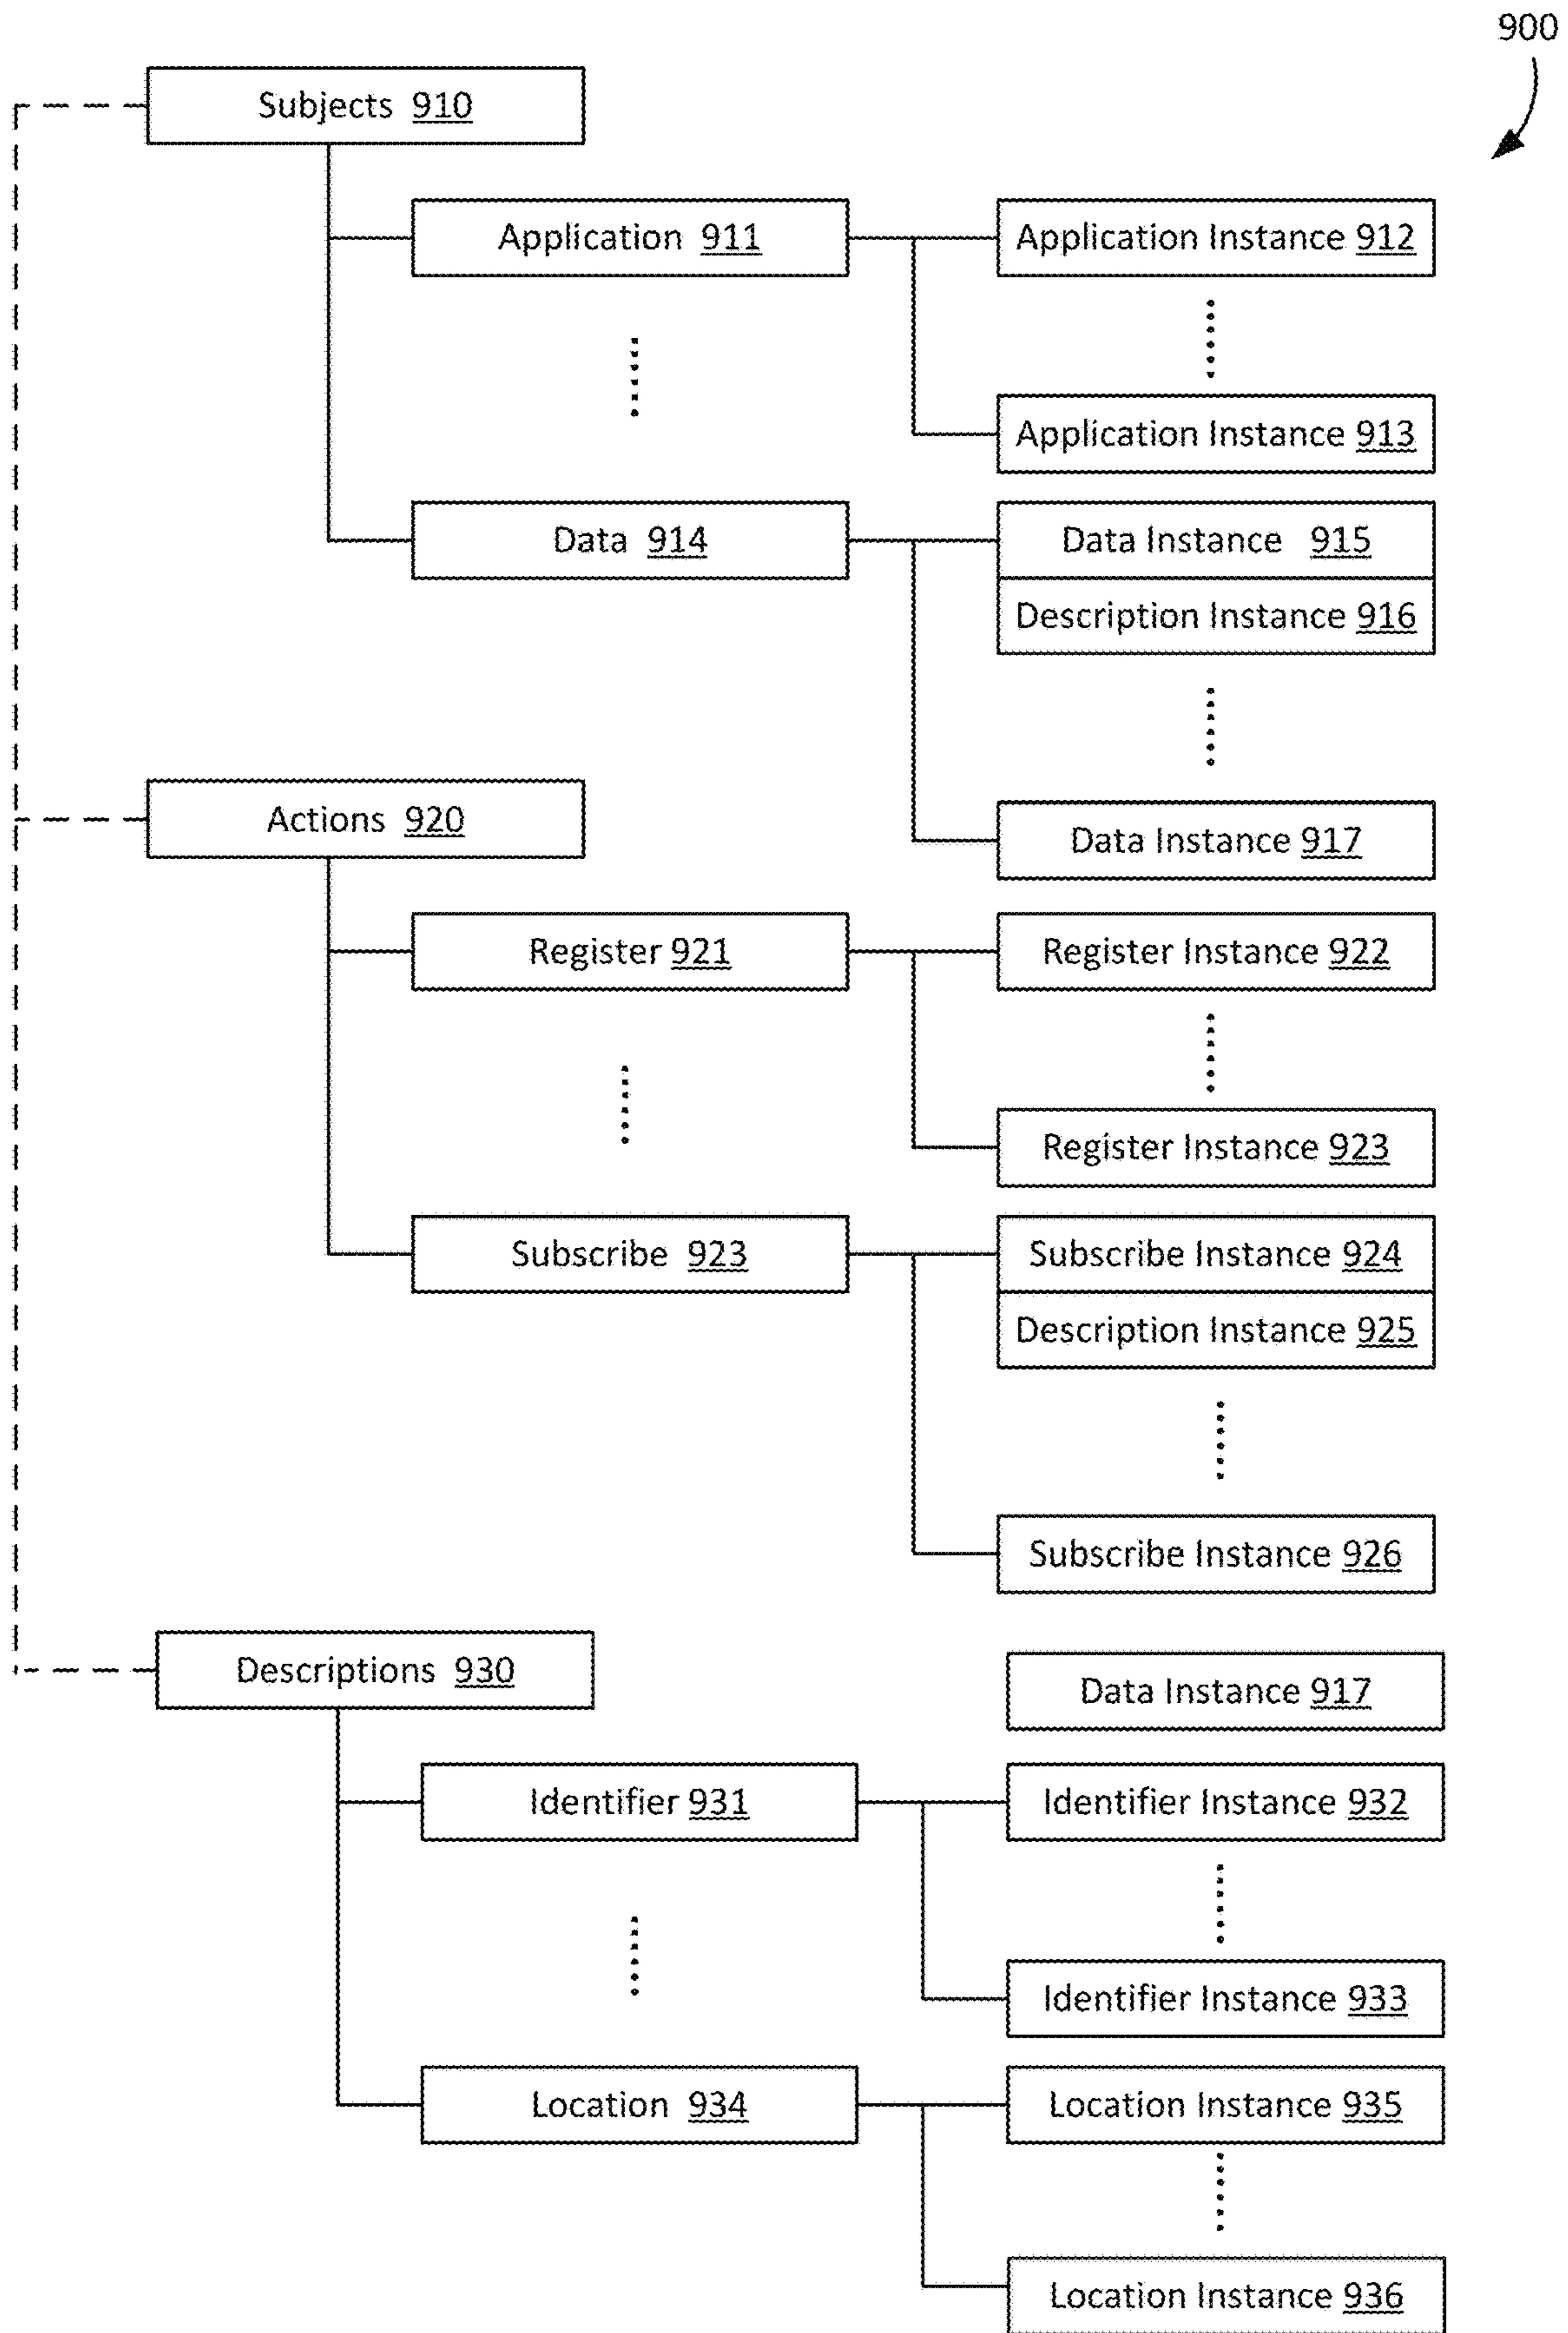 900
Subjects 910
Application 911
Application Instance 912
Application Instance 913
Data 914
Data Instance 915
Description Instance 916
Data Instance 917
Actions 920
Register 921
Register Instance 922
Register Instance 923
Subscribe 923
Subscribe Instance 924
Description Instance 925
Subscribe Instance 926
Descriptions 930
Data Instance 917
Identifier 931
Identifier Instance 932
Identifier Instance 933
Location 934
Location Instance 935
Location Instance 936